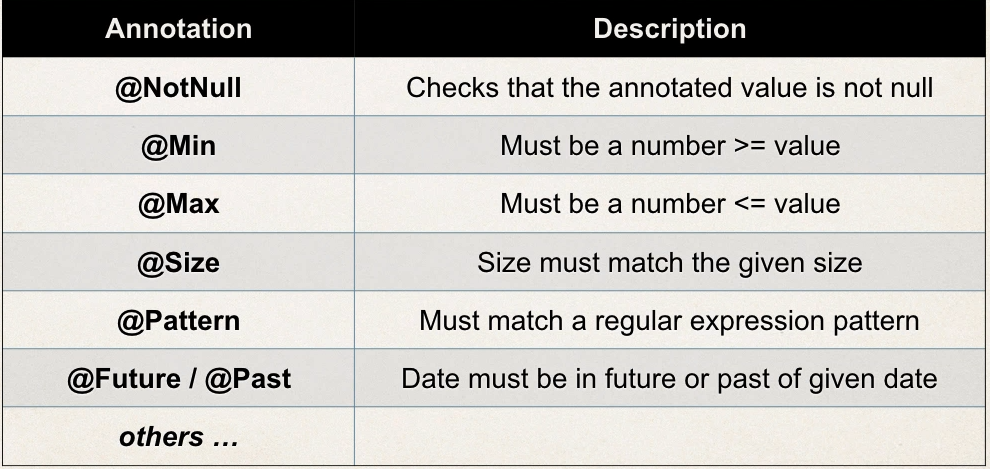 Annotation Description
@NotNull Checks that the annotated value is not null
@Min Must be a number >= value
@Max Must be a number <= value
@Size Size must match the given size
@Pattern Must match a regular expression pattern
@Future / @Past Date must be in future or past of given date
others …